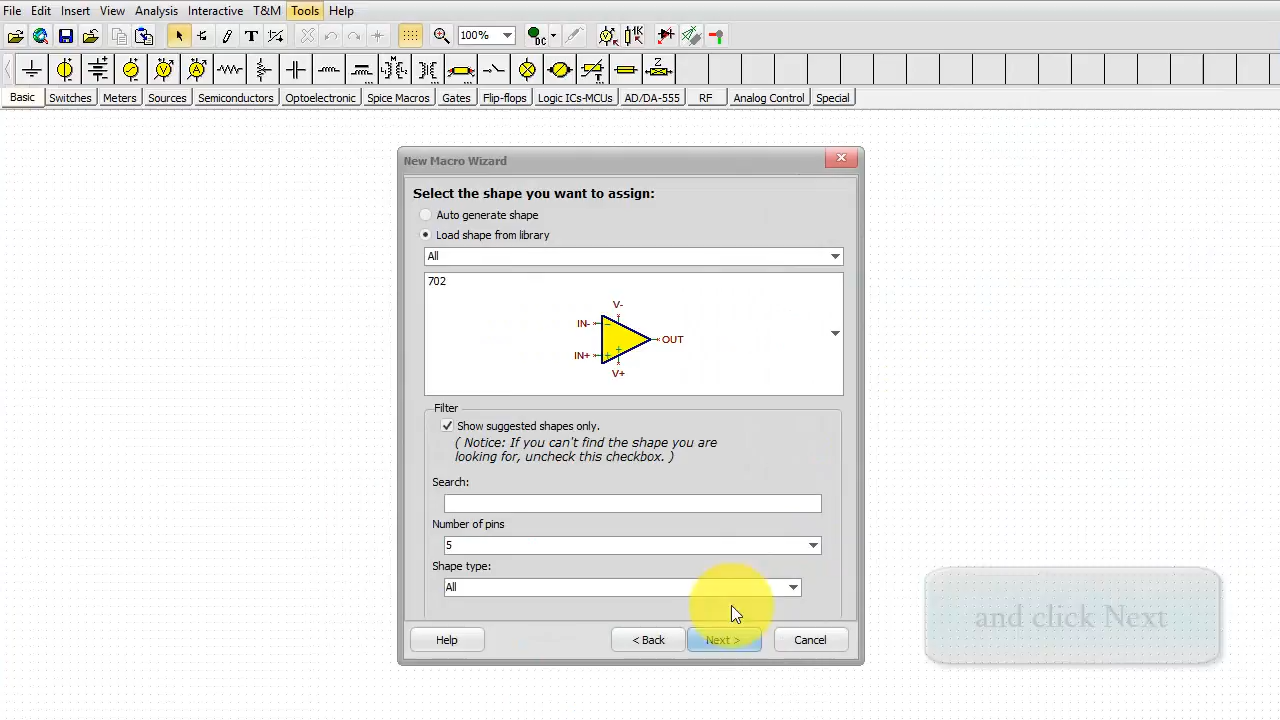 File Edit Insert View Analysis Interactive T&M Tools Help
100%
DC
1K
Basic Switches Meters Sources Semiconductors Optoelectronic Spice Macros Gates Flip-flops Logic ICs-MCUs AD/DA-555 RF Analog Control Special
New Macro Wizard
Select the shape you want to assign:
Auto generate shape
Load shape from library
All
702
V-
IN-
OUT
IN+
V+
Filter
Show suggested shapes only.
( Notice: If you can't find the shape you are
looking for, uncheck this checkbox. )
Search:
Number of pins
5
Shape type:
All
and click Next
Help < Back Next > Cancel